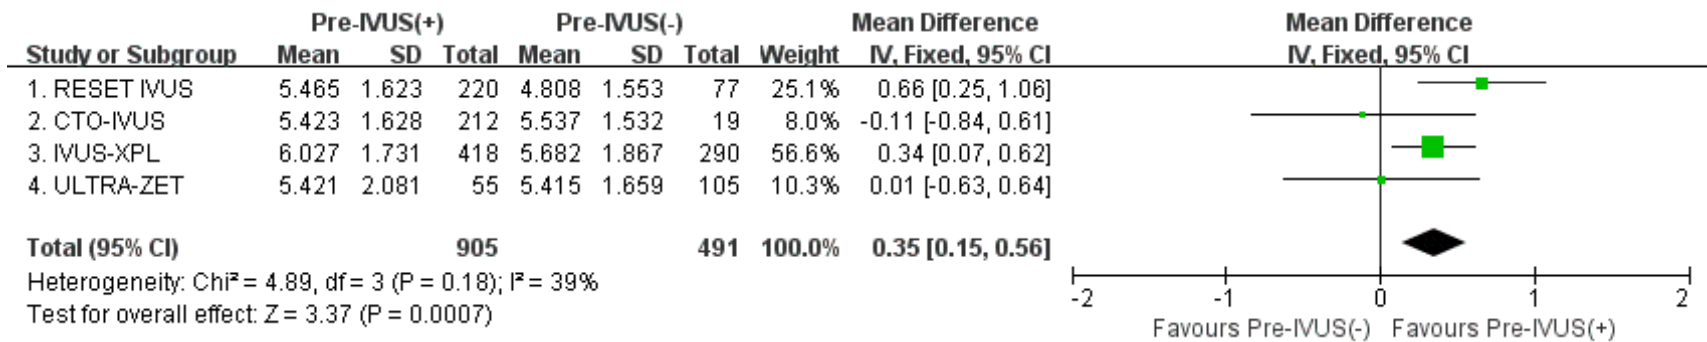 Pre-IVUS(+) Pre-IVUS(-) Mean Difference Mean Difference
Study or Subgroup Mean SD Total Mean SD Total Weight IV, Fixed, 95% CI IV, Fixed, 95% CI
1. RESET IVUS 5.465 1.623 220 4.808 1.553 77 25.1% 0.66 [0.25, 1.06]
2. CTO-IVUS 5.423 1.628 212 5.537 1.532 19 8.0% -0.11 [-0.84, 0.61]
3. IVUS-XPL 6.027 1.731 418 5.682 1.867 290 56.6% 0.34 [0.07, 0.62]
4. ULTRA-ZET 5.421 2.081 55 5.415 1.659 105 10.3% 0.01 [-0.63, 0.64]
Total (95% CI) 905 491 100.0% 0.35 [0.15, 0.56]
Heterogeneity: Chi² = 4.89, df = 3 (P = 0.18); I² = 39%
Test for overall effect: Z = 3.37 (P = 0.0007)
-2 -1 0 1 2
Favours Pre-IVUS(-) Favours Pre-IVUS(+)